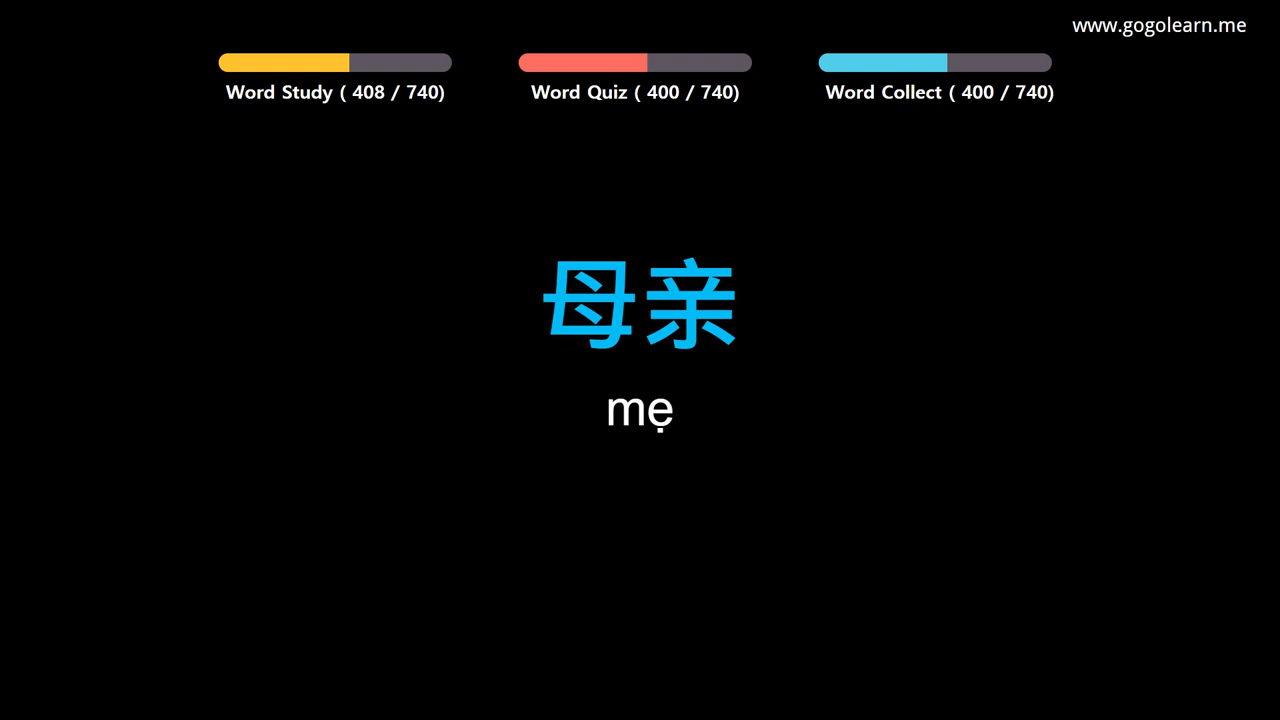 www.gogolearn.me
Word Study ( 408 / 740)
Word Quiz ( 400 / 740)
Word Collect ( 400 / 740)
母亲
mẹ